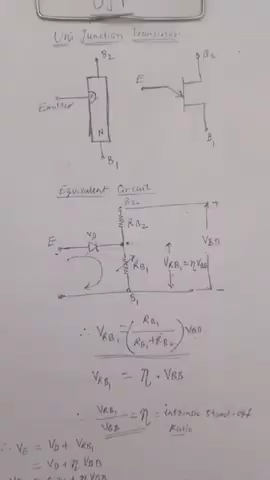 UJT
Uni Junction Transistor
B2
B2
E
Emitter
P
N
B1
B1
Equivalent Circuit
B2
+
RB2
VD
E
VBB
RB1
VRB1 = η VBB
B1
-
∴ VRB1 = (RB1 / (RB1 + RB2)) VBB
VRB1 = η · VBB
∴ VRB1 / VBB = η = intrinsic stand-off
Ratio
∴ VE = VD + VRB1
= VD + η VBB